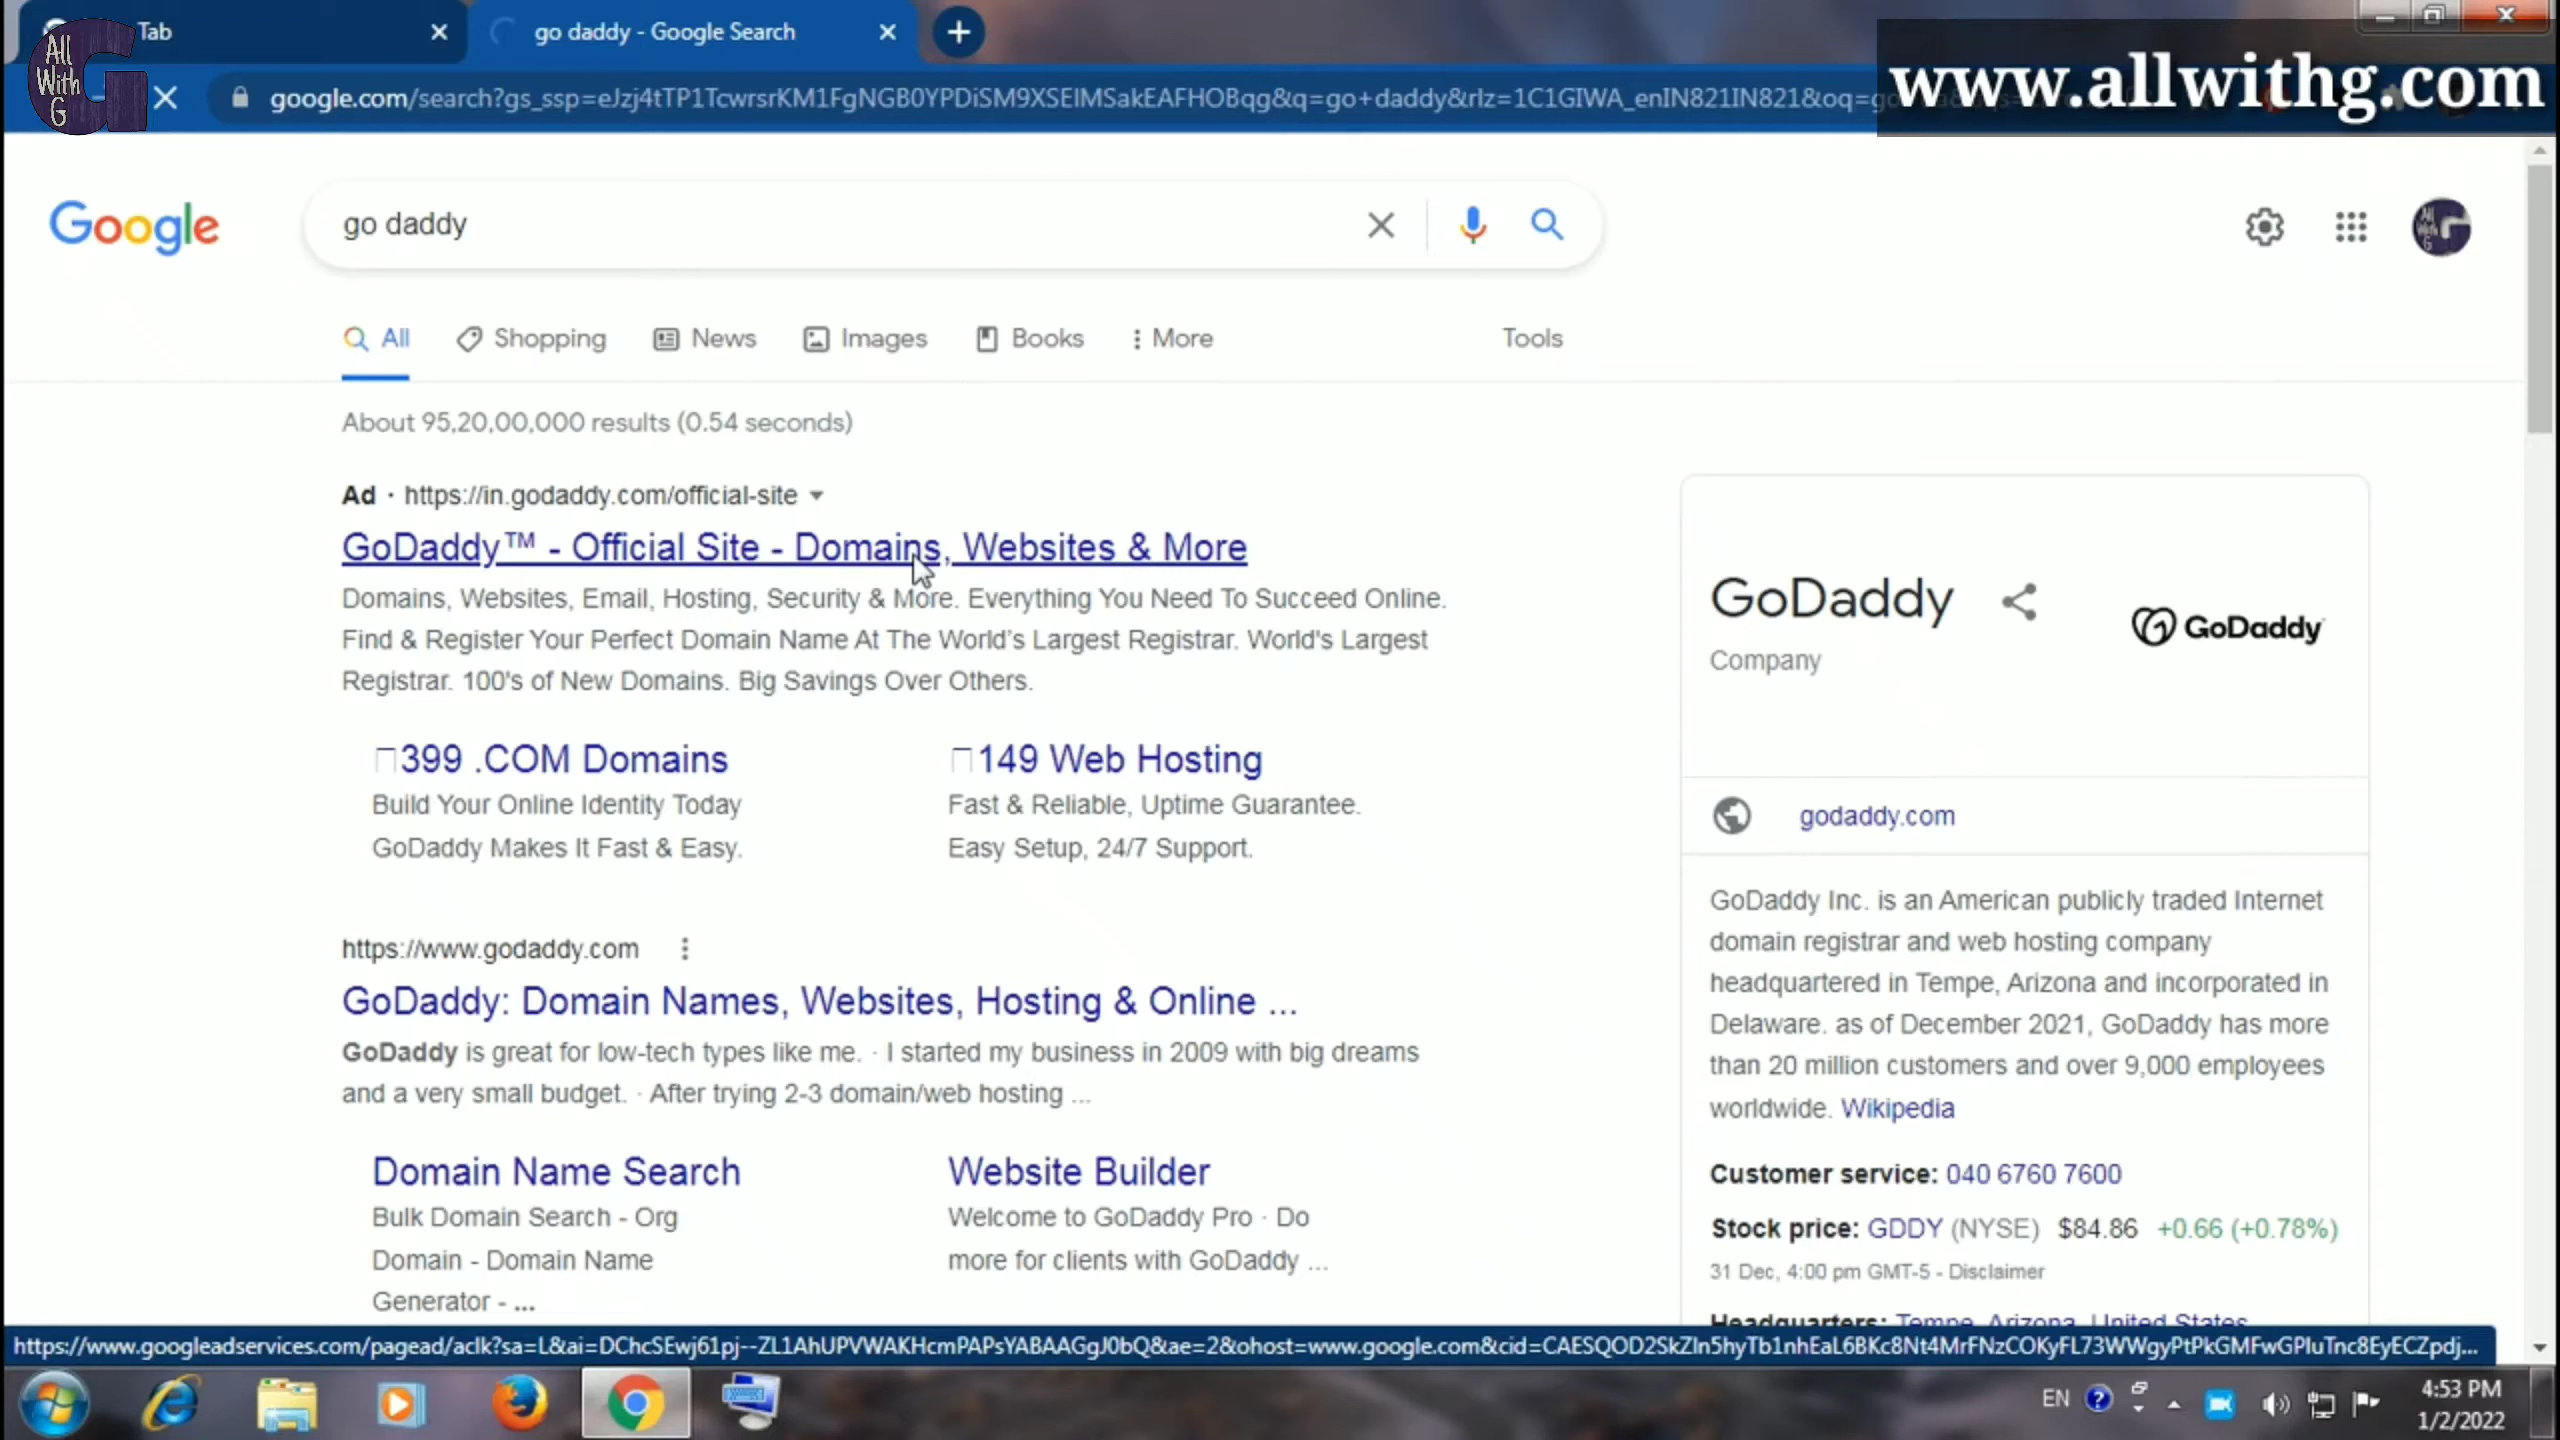 Tab
go daddy - Google Search
All
With
G
google.com/search?gs_ssp=eJzj4tTP1TcwrsrKM1FgNGB0YPDiSM9XSElMSakEAFHOBqg&q=go+daddy&rlz=1C1GIWA_enIN821IN821&oq=go
www.allwithg.com
Google
go daddy
All
Shopping
News
Images
Books
More
Tools
About 95,20,00,000 results (0.54 seconds)
Ad · https://in.godaddy.com/official-site
GoDaddy™ - Official Site - Domains, Websites & More
Domains, Websites, Email, Hosting, Security & More. Everything You Need To Succeed Online.
Find & Register Your Perfect Domain Name At The World's Largest Registrar. World's Largest
Registrar. 100's of New Domains. Big Savings Over Others.
399 .COM Domains
Build Your Online Identity Today
GoDaddy Makes It Fast & Easy.
149 Web Hosting
Fast & Reliable, Uptime Guarantee.
Easy Setup, 24/7 Support.
https://www.godaddy.com
GoDaddy: Domain Names, Websites, Hosting & Online ...
GoDaddy is great for low-tech types like me. · I started my business in 2009 with big dreams
and a very small budget. · After trying 2-3 domain/web hosting ...
Domain Name Search
Bulk Domain Search - Org
Domain - Domain Name
Generator - ...
Website Builder
Welcome to GoDaddy Pro · Do
more for clients with GoDaddy ...
GoDaddy
Company
GoDaddy
godaddy.com
GoDaddy Inc. is an American publicly traded Internet
domain registrar and web hosting company
headquartered in Tempe, Arizona and incorporated in
Delaware. as of December 2021, GoDaddy has more
than 20 million customers and over 9,000 employees
worldwide. Wikipedia
Customer service: 040 6760 7600
Stock price: GDDY (NYSE) $84.86 +0.66 (+0.78%)
31 Dec, 4:00 pm GMT-5 - Disclaimer
Headquarters: Tempe, Arizona, United States
https://www.googleadservices.com/pagead/aclk?sa=L&ai=DChcSEwj61pj--ZL1AhUPVWAKHcmPAPsYABAAGgJ0bQ&ae=2&ohost=www.google.com&cid=CAESQOD2SkZIn5hyTb1nhEaL6BKc8Nt4MrFNzCOKyFL73WWgyPtPkGMFwGPIuTnc8EyECZpdj...
EN
4:53 PM
1/2/2022